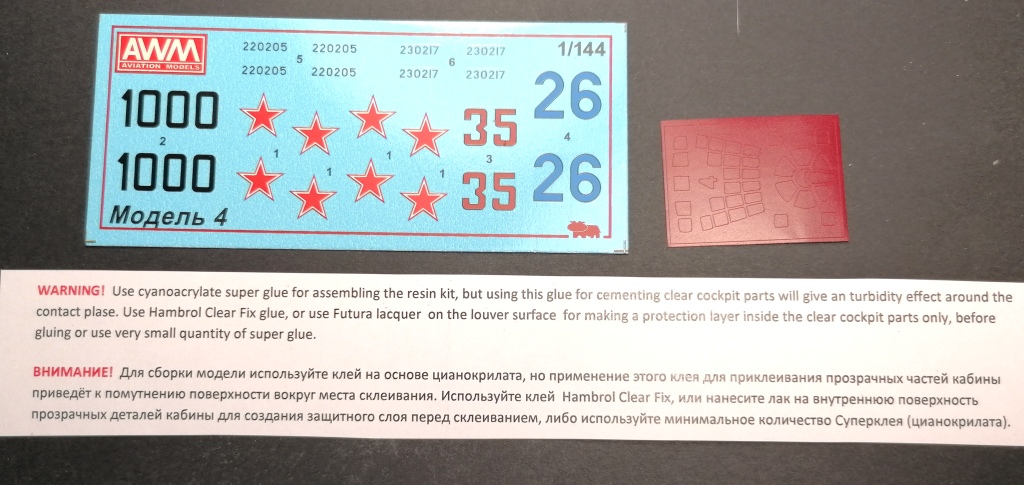 AWM
AVIATION MODELS
220205 220205 230217 230217 1/144
5 6
220205 220205 230217 230217
1000 35 26
2 1 1 1 1 3 4
1000 35 26
Модель 4
4
WARNING! Use cyanoacrylate super glue for assembling the resin kit, but using this glue for cementing clear cockpit parts will give an turbidity effect around the
contact plase. Use Hambrol Clear Fix glue, or use Futura lacquer on the louver surface for making a protection layer inside the clear cockpit parts only, before
gluing or use very small quantity of super glue.
ВНИМАНИЕ! Для сборки модели используйте клей на основе цианокрилата, но применение этого клея для приклеивания прозрачных частей кабины
приведёт к помутнению поверхности вокруг места склеивания. Используйте клей Hambrol Clear Fix, или нанесите лак на внутреннюю поверхность
прозрачных деталей кабины для создания защитного слоя перед склеиванием, либо используйте минимальное количество Суперклея (цианокрилата).